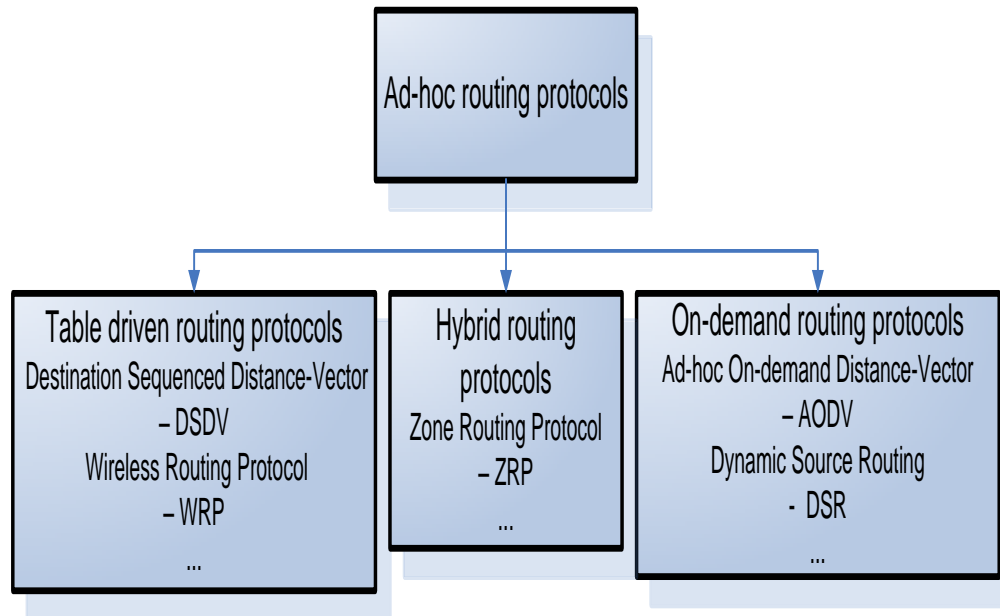 Ad-hoc routing protocols
Table driven routing protocols
Destination Sequenced Distance-Vector
– DSDV
Wireless Routing Protocol
– WRP
...
Hybrid routing
protocols
Zone Routing Protocol
– ZRP
...
On-demand routing protocols
Ad-hoc On-demand Distance-Vector
– AODV
Dynamic Source Routing
- DSR
...